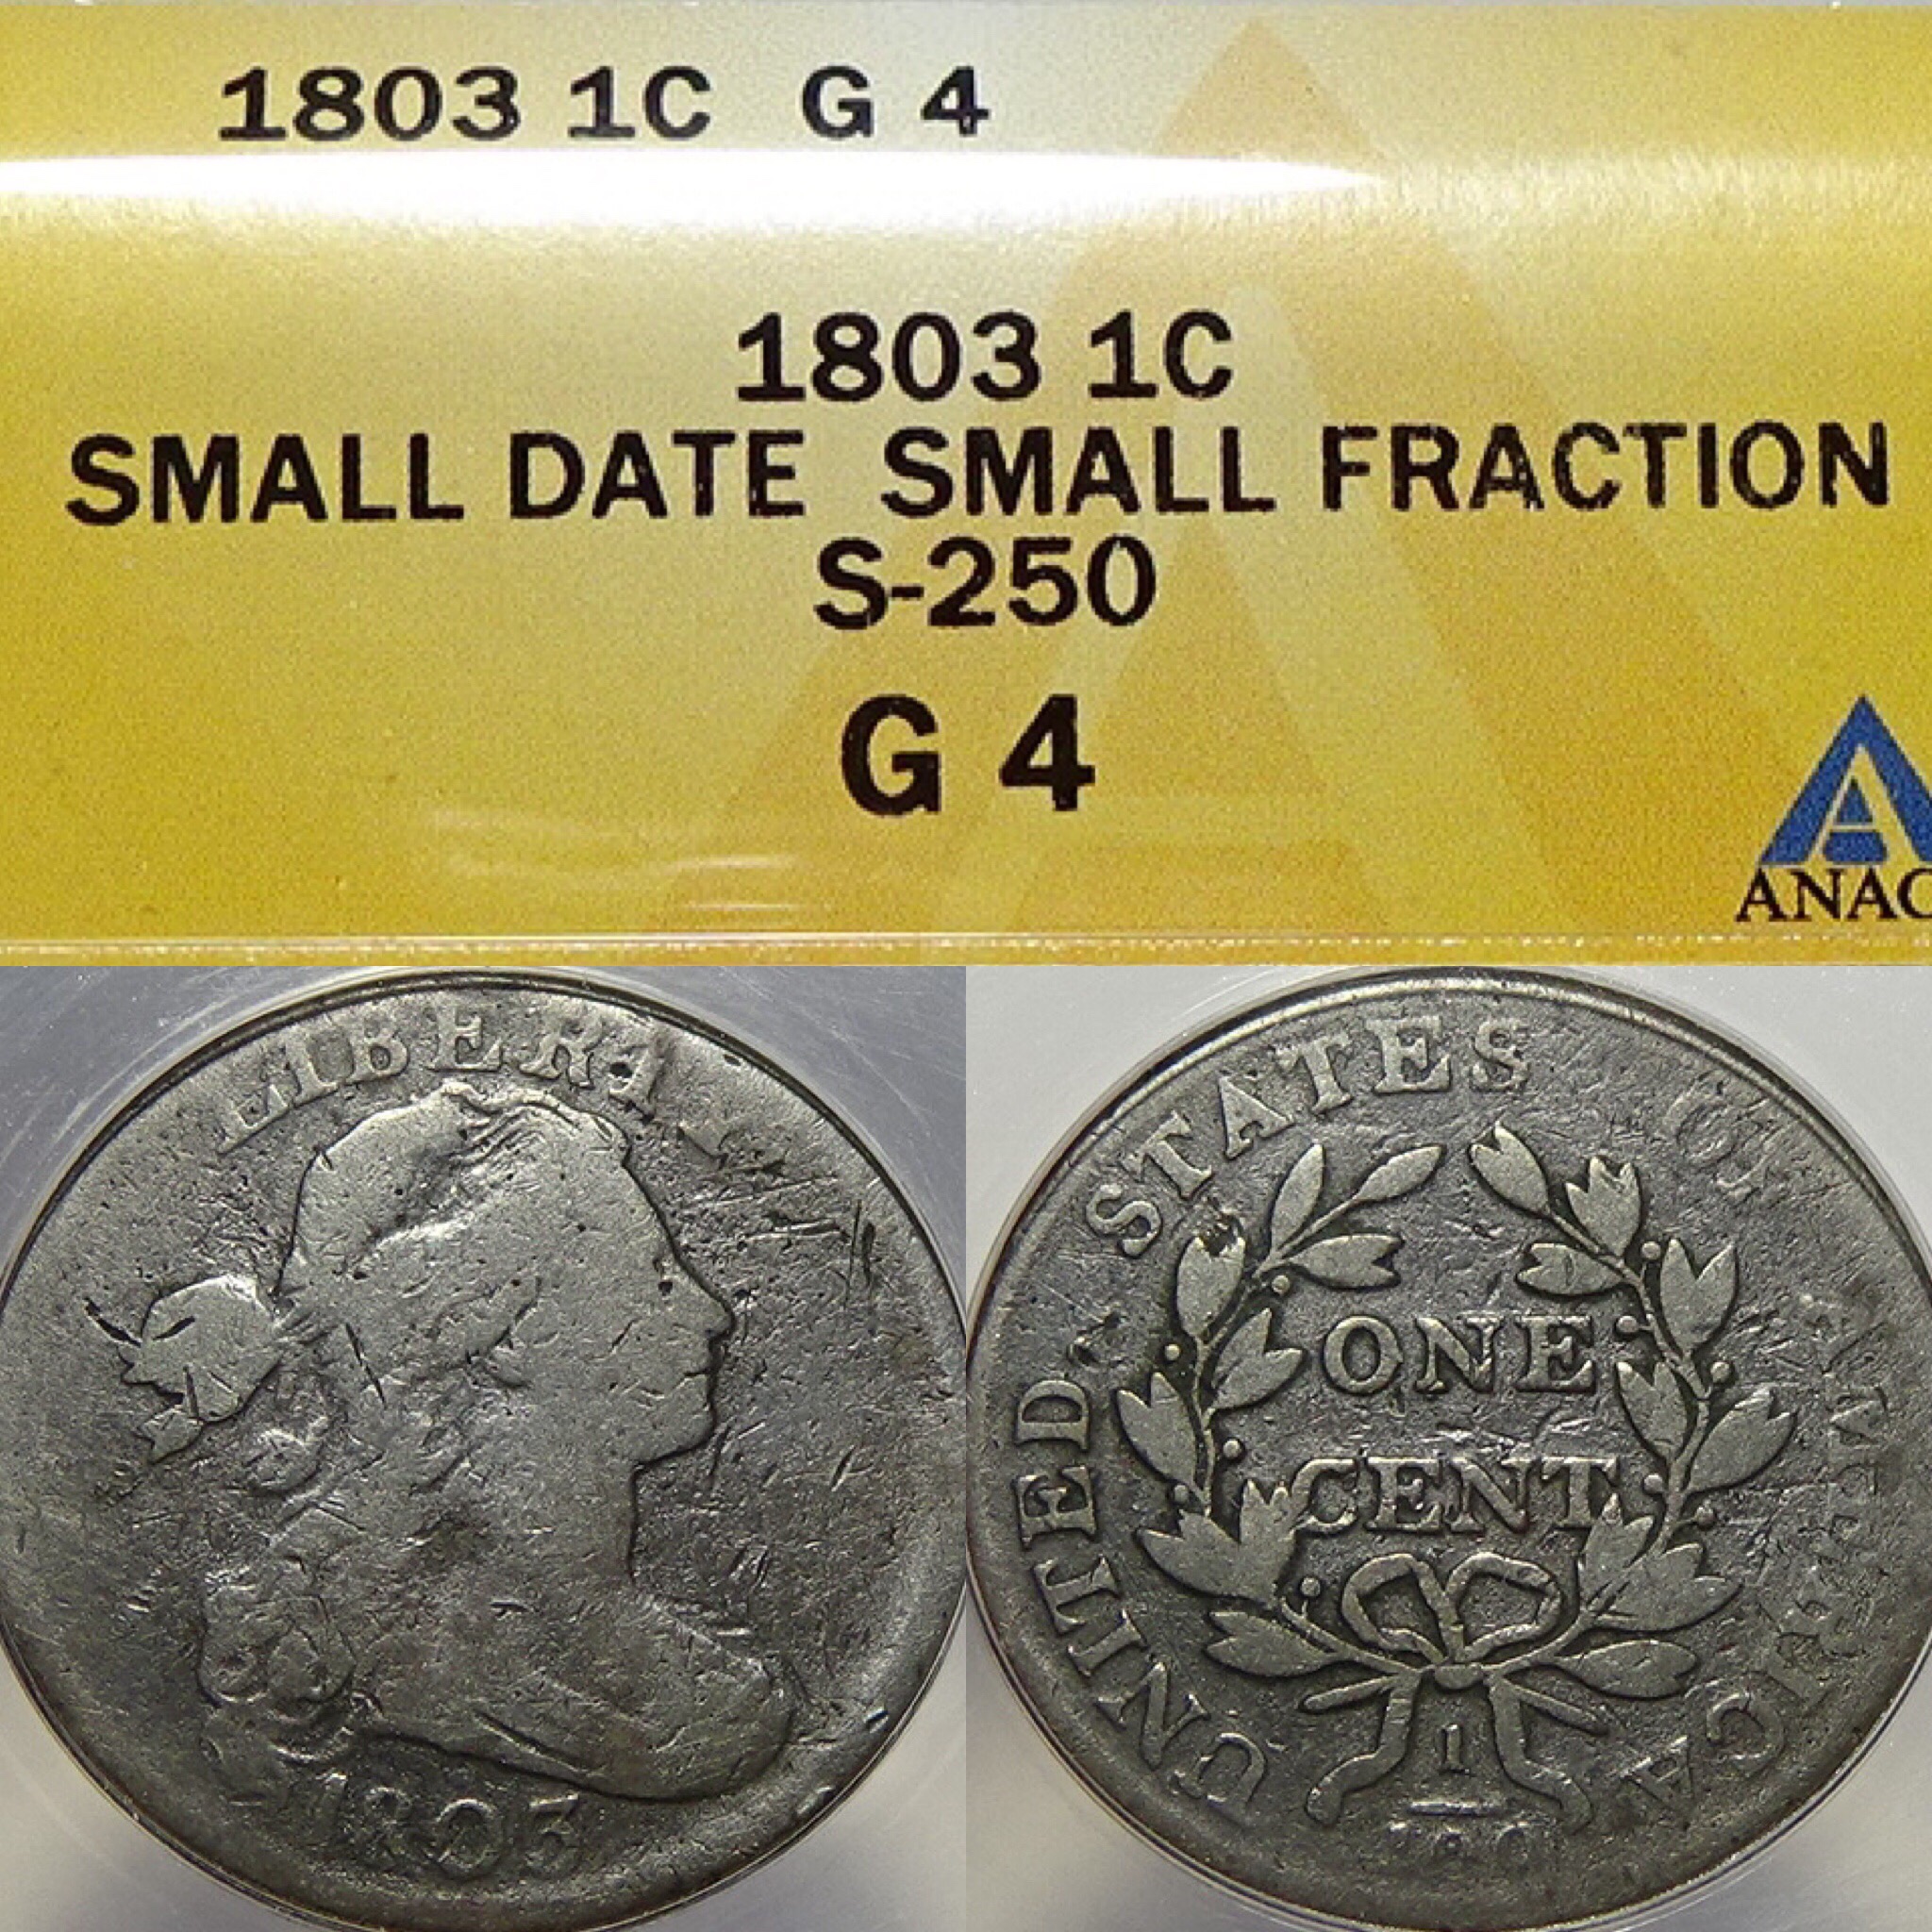 1803 1C G 4
1803 1C
SMALL DATE SMALL FRACTION
S-250
G 4
ANAC
LIBERTY
1803
UNITED STATES OF AMERICA
ONE
CENT
1
100